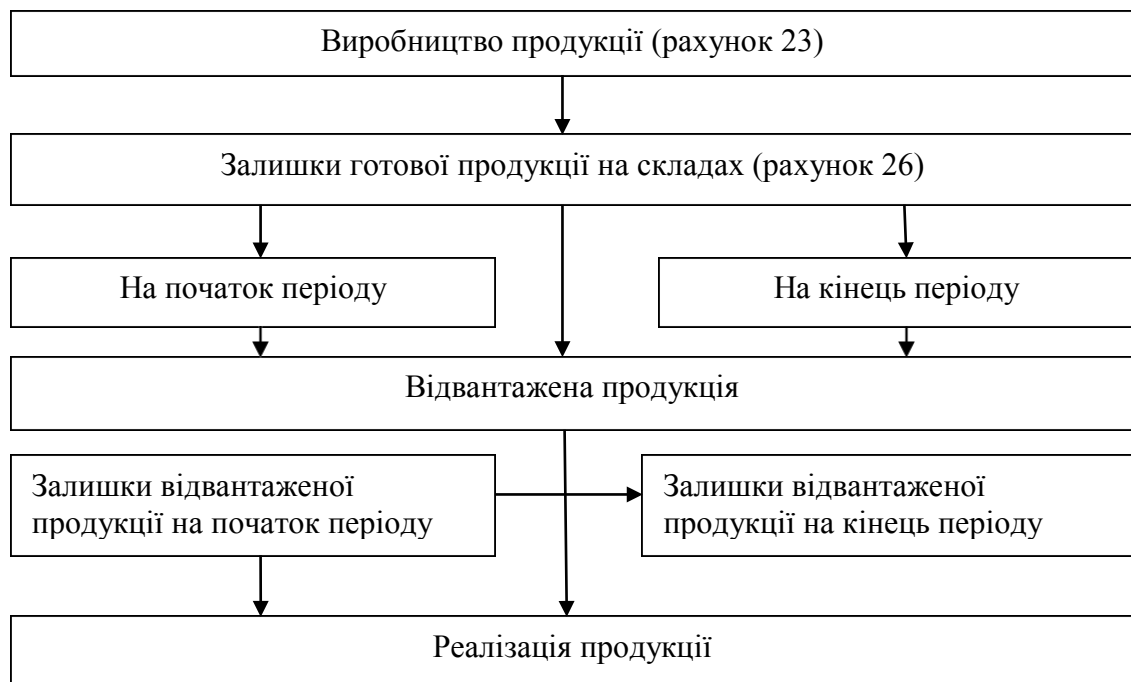 Виробництво продукції (рахунок 23)
Залишки готової продукції на складах (рахунок 26)
На початок періоду
На кінець періоду
Відвантажена продукція
Залишки відвантаженої
продукції на початок періоду
Залишки відвантаженої
продукції на кінець періоду
Реалізація продукції